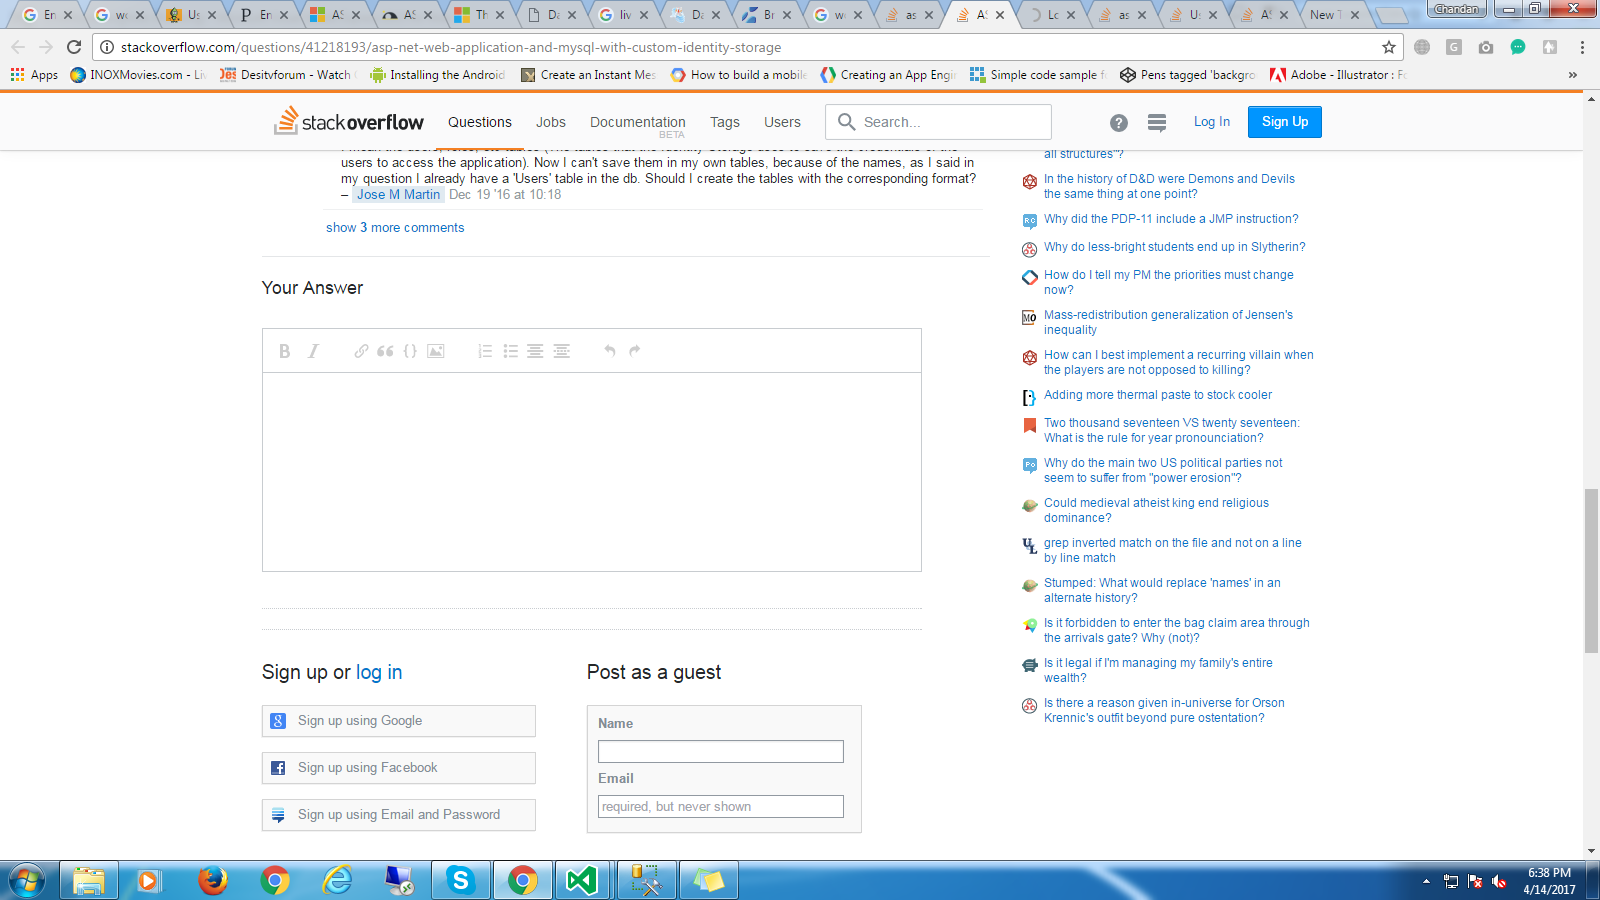 En
we
Us
En
AS
AS
Th
Da
liv
Da
Br
we
as
AS
Lo
as
Us
AS
New T
Chandan
stackoverflow.com/questions/41218193/asp-net-web-application-and-mysql-with-custom-identity-storage
Apps
INOXMovies.com - Li
Desitvforum - Watch
Installing the Android
Create an Instant Mes
How to build a mobile
Creating an App Engi
Simple code sample f
Pens tagged 'backgro
Adobe - Illustrator : Fo
»
stackoverflow
Questions
Jobs
Documentation
BETA
Tags
Users
Search...
Log In
Sign Up
users to access the application). Now I can't save them in my own tables, because of the names, as I said in
my question I already have a 'Users' table in the db. Should I create the tables with the corresponding format?
– Jose M Martin Dec 19 '16 at 10:18
show 3 more comments
Your Answer
B I
Sign up or log in
Sign up using Google
Sign up using Facebook
Sign up using Email and Password
Post as a guest
Name
Email
required, but never shown
all structures"?
In the history of D&D were Demons and Devils
the same thing at one point?
Why did the PDP-11 include a JMP instruction?
Why do less-bright students end up in Slytherin?
How do I tell my PM the priorities must change
now?
Mass-redistribution generalization of Jensen's
inequality
How can I best implement a recurring villain when
the players are not opposed to killing?
Adding more thermal paste to stock cooler
Two thousand seventeen VS twenty seventeen:
What is the rule for year pronounciation?
Why do the main two US political parties not
seem to suffer from "power erosion"?
Could medieval atheist king end religious
dominance?
grep inverted match on the file and not on a line
by line match
Stumped: What would replace 'names' in an
alternate history?
Is it forbidden to enter the bag claim area through
the arrivals gate? Why (not)?
Is it legal if I'm managing my family's entire
wealth?
Is there a reason given in-universe for Orson
Krennic's outfit beyond pure ostentation?
6:38 PM
4/14/2017